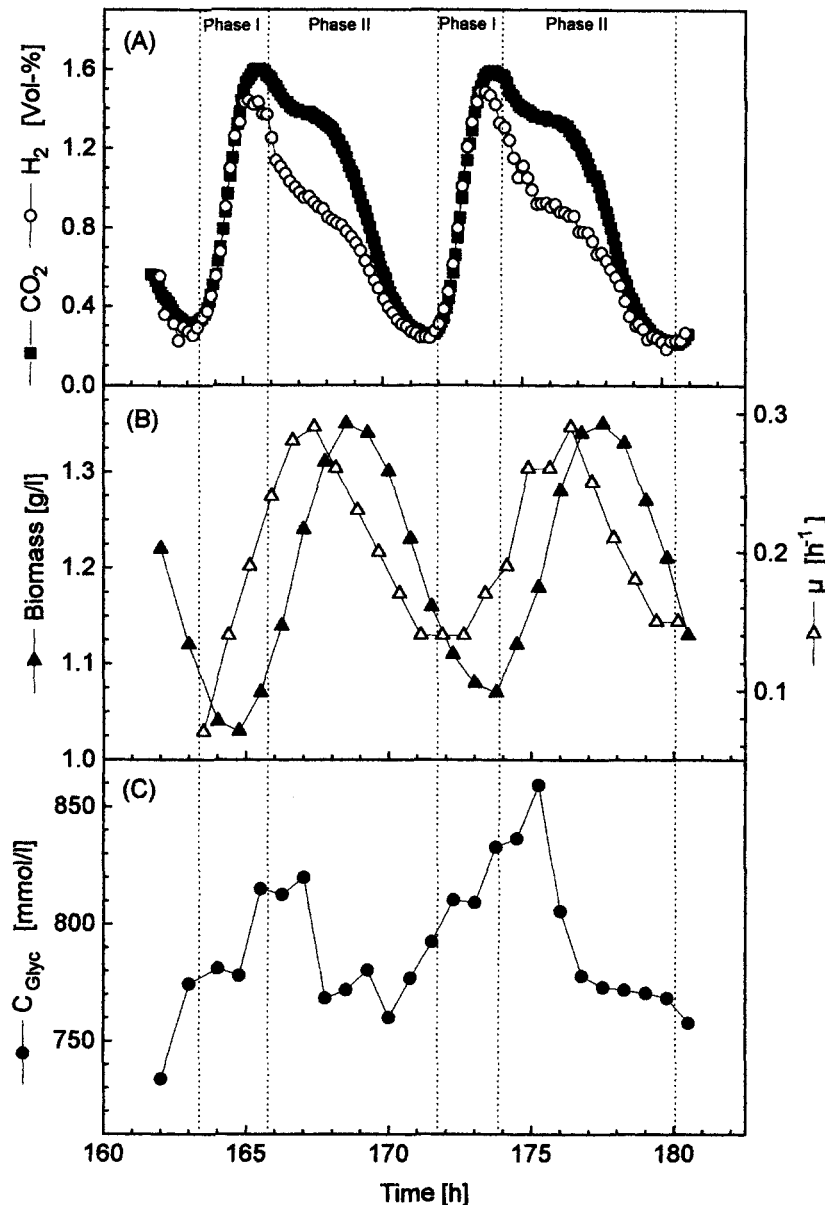 (A)
Phase I
Phase II
Phase I
Phase II
1.6
1.2
0.8
0.4
0.0
—■— CO₂ —○— H₂ [Vol-%]
(B)
1.3
1.2
1.1
1.0
—▲— Biomass [g/l]
0.3
0.2
0.1
—△— μ [h⁻¹]
(C)
850
800
750
—●— C_Glyc [mmol/l]
160
165
170
175
180
Time [h]